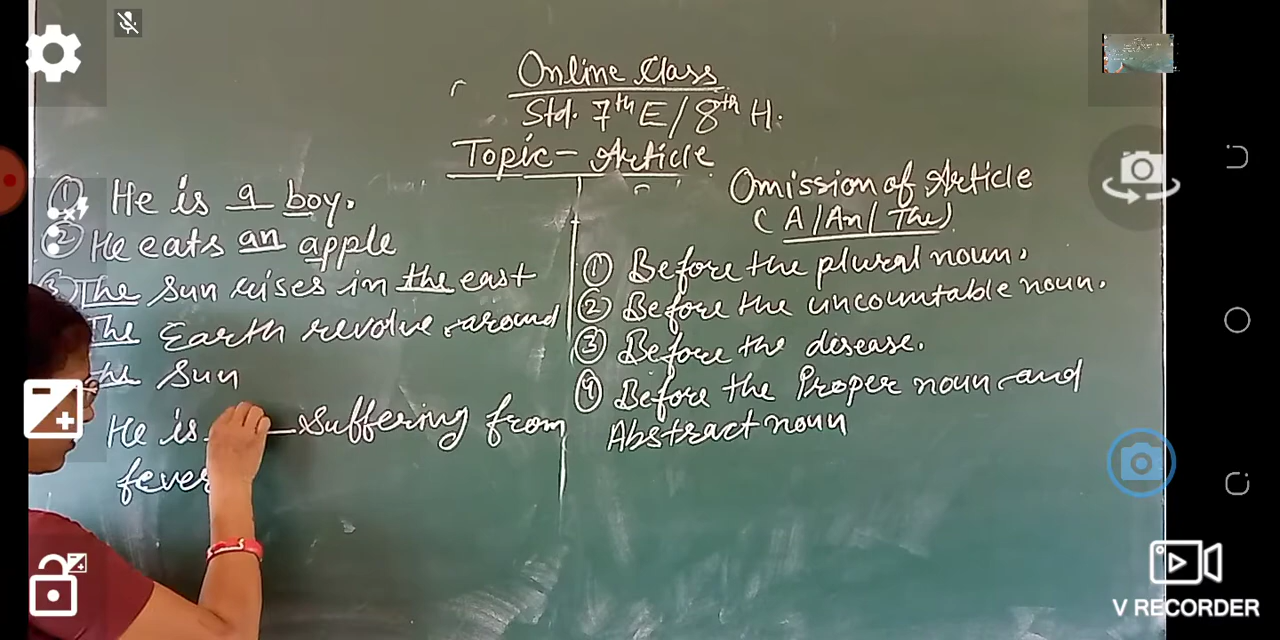 Online Class
Std. 7th E/8th H.
Topic- Article
① He is a boy.
② He eats an apple
③ The Sun rises in the east
The Earth revolve around
the Sun
He is __ Suffering from
fever
Omission of Article
(A/An/The)
① Before the plural noun.
② Before the uncountable noun.
③ Before the disease.
④ Before the Proper noun and
Abstract noun
V RECORDER